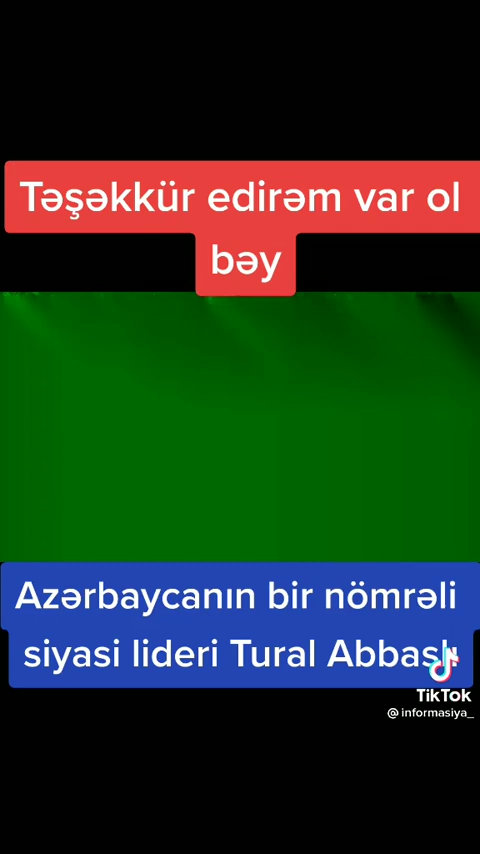 Təşəkkür edirəm var ol
bəy
Azərbaycanın bir nömrəli
siyasi lideri Tural Abbaslı
TikTok
@informasiya_